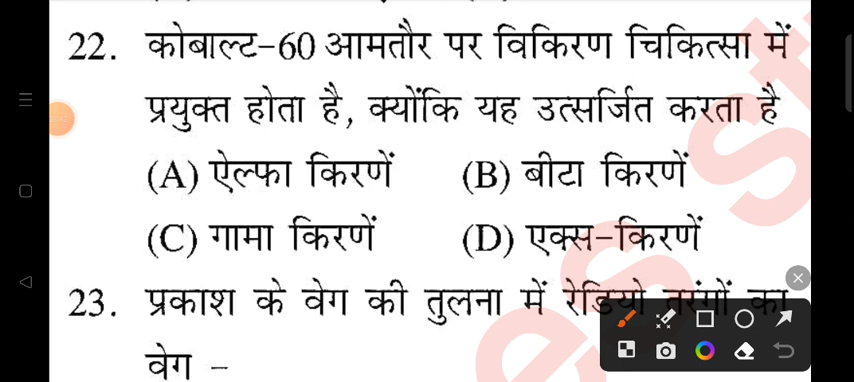 22. कोबाल्ट-60 आमतौर पर विकिरण चिकित्सा में
प्रयुक्त होता है, क्योंकि यह उत्सर्जित करता है
(A) ऐल्फा किरणें (B) बीटा किरणें
(C) गामा किरणें (D) एक्स-किरणें
23. प्रकाश के वेग की तुलना में रेडियो तरंगों का
वेग –